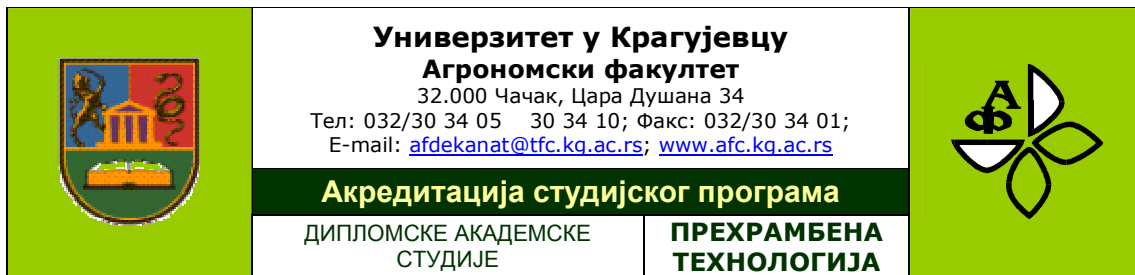 Универзитет у Крагујевцу
Агрономски факултет
32.000 Чачак, Цара Душана 34
Тел: 032/30 34 05 30 34 10; Факс: 032/30 34 01;
E-mail: afdekanat@tfc.kg.ac.rs; www.afc.kg.ac.rs
Акредитација студијског програма
ДИПЛОМСКЕ АКАДЕМСКЕ
СТУДИЈЕ
ПРЕХРАМБЕНА
ТЕХНОЛОГИЈА
АФ